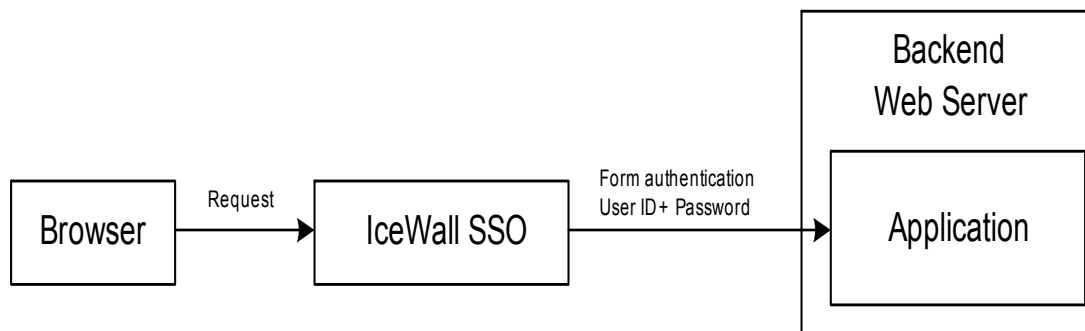 Backend
Web Server
Browser
Request
IceWall SSO
Form authentication
User ID+ Password
Application